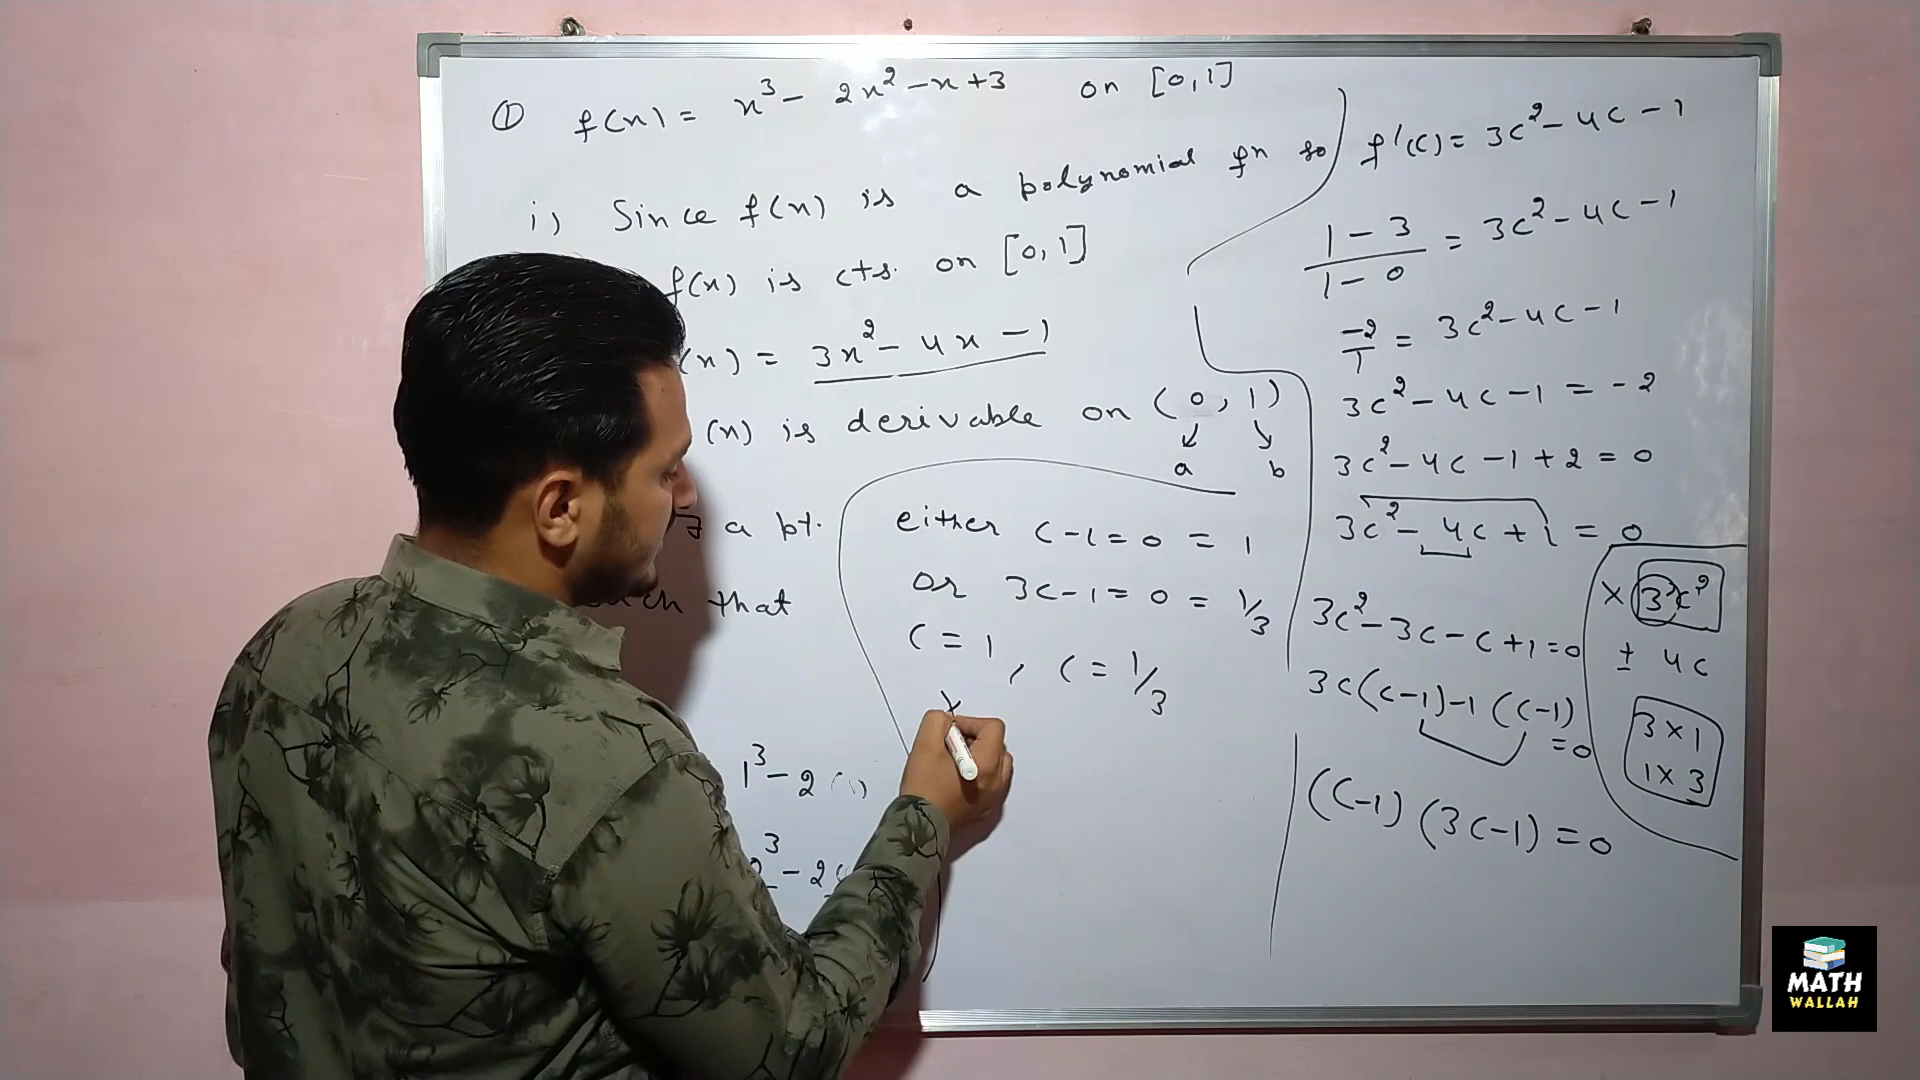 ① f(x) = x³ - 2x² - x + 3 on [0,1]
i) Since f(x) is a polynomial fn so
f(x) is cts. on [0,1]
(x) = 3x² - 4x - 1
(x) is derivable on (0, 1)
a b
∃ a pt.
such that
1³ - 2(1)
0³ - 2(
either c-1=0 = 1
or 3c-1=0 = 1/3
c = 1, c = 1/3
x
f'(c) = 3c² - 4c - 1
1 - 3 / 1 - 0 = 3c² - 4c - 1
-2/1 = 3c² - 4c - 1
3c² - 4c - 1 = -2
3c² - 4c - 1 + 2 = 0
3c² - 4c + 1 = 0
3c² - 3c - c + 1 = 0
3c(c-1) - 1(c-1) = 0
(c-1)(3c-1) = 0
x 3c²
± 4c
3 x 1
1 x 3
MATH
WALLAH